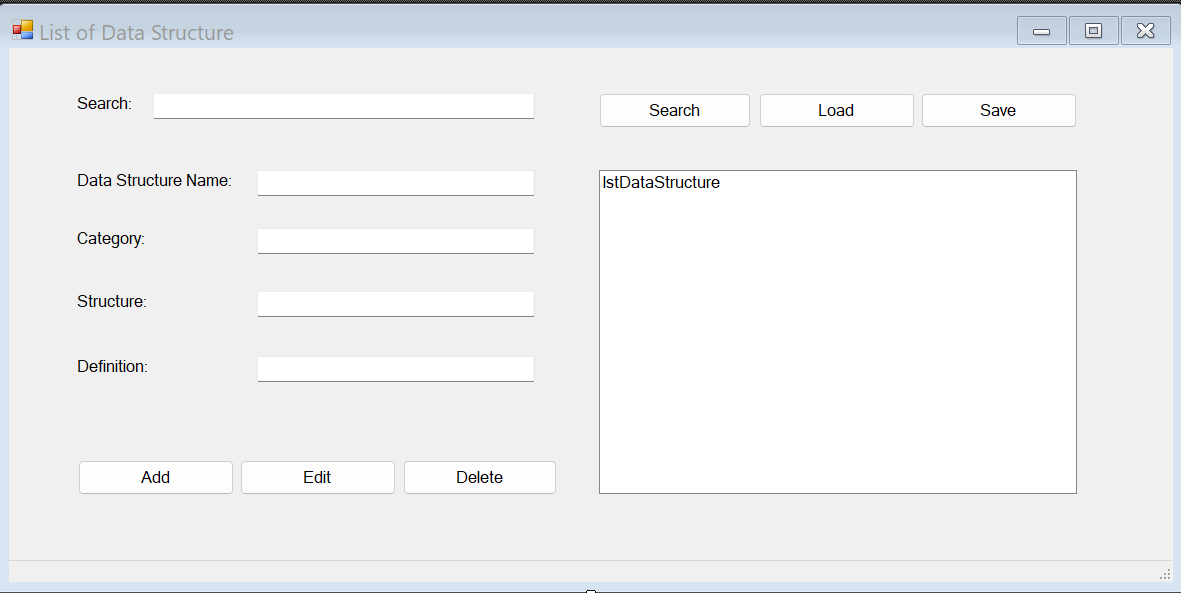 List of Data Structure
Search:
Search
Load
Save
Data Structure Name:
lstDataStructure
Category:
Structure:
Definition:
Add
Edit
Delete